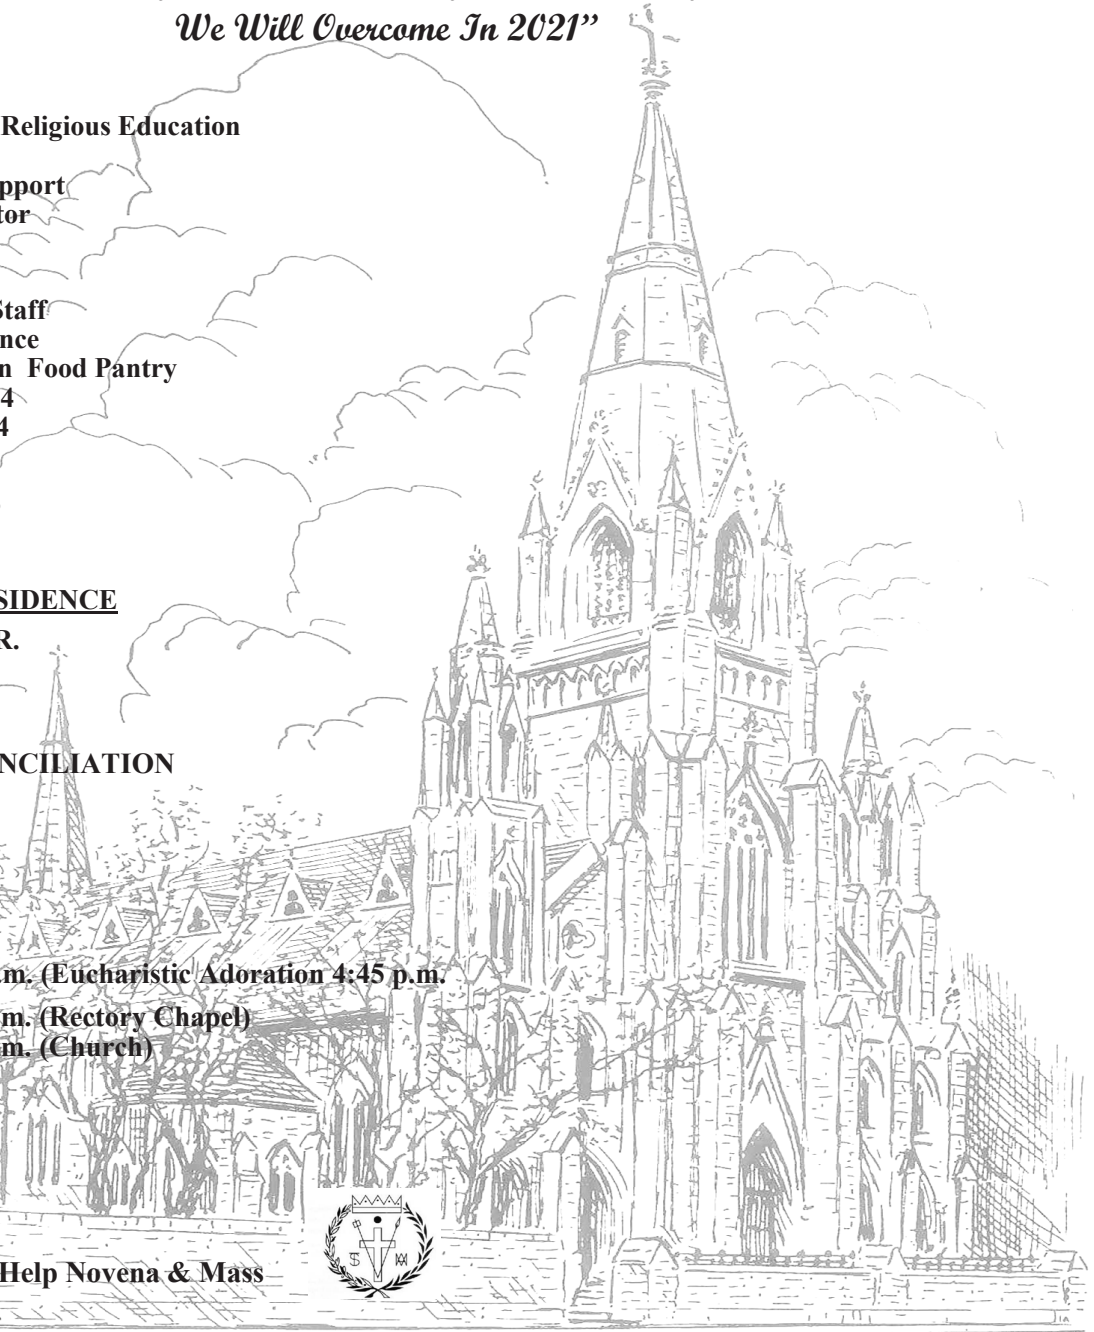 We Will Overcome In 2021”
Religious Education
pport
tor
Staff
nce
n Food Pantry
4
4
SIDENCE
R.
NCILIATION
.m. (Eucharistic Adoration 4:45 p.m.
m. (Rectory Chapel)
m. (Church)
Help Novena & Mass